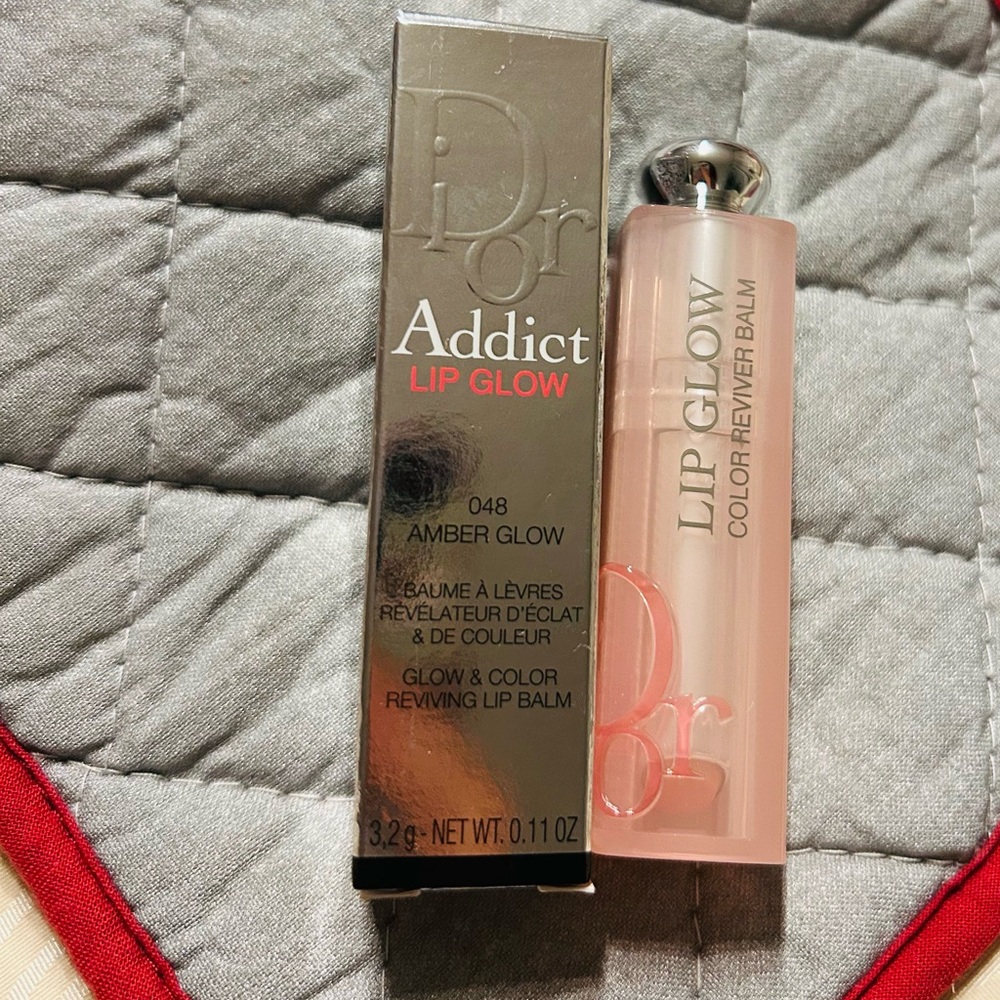 Dior
Addict
LIP GLOW
048
AMBER GLOW
BAUME À LÈVRES
RÉVÉLATEUR D'ÉCLAT
& DE COULEUR
GLOW & COLOR
REVIVING LIP BALM
3,2 g - NET WT. 0.11 OZ
LIP GLOW
COLOR REVIVER BALM
Dior